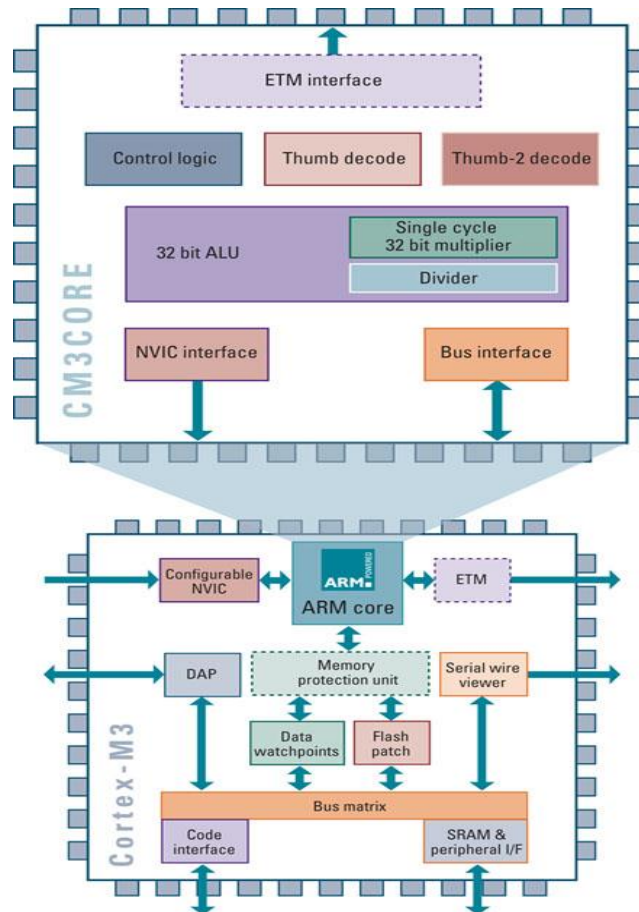 ETM interface
Control logic
Thumb decode
Thumb-2 decode
32 bit ALU
Single cycle
32 bit multiplier
Divider
NVIC interface
Bus interface
CM3CORE
Configurable
NVIC
ARM
POWERED
ARM core
ETM
DAP
Memory
protection unit
Serial wire
viewer
Data
watchpoints
Flash
patch
Bus matrix
Code
interface
SRAM &
peripheral I/F
Cortex-M3